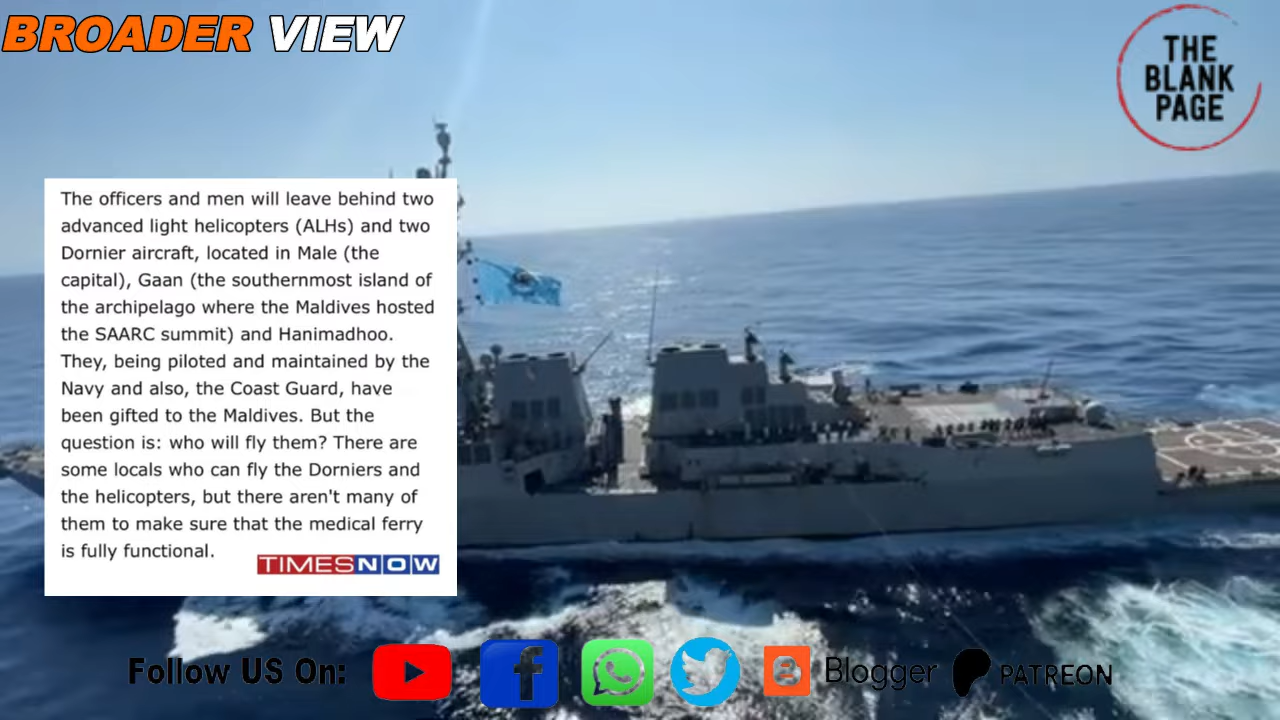 BROADER VIEW
THE
BLANK
PAGE
The officers and men will leave behind two
advanced light helicopters (ALHs) and two
Dornier aircraft, located in Male (the
capital), Gaan (the southernmost island of
the archipelago where the Maldives hosted
the SAARC summit) and Hanimadhoo.
They, being piloted and maintained by the
Navy and also, the Coast Guard, have
been gifted to the Maldives. But the
question is: who will fly them? There are
some locals who can fly the Dorniers and
the helicopters, but there aren't many of
them to make sure that the medical ferry
is fully functional.
TIMES NOW
Follow US On:
Blogger
PATREON